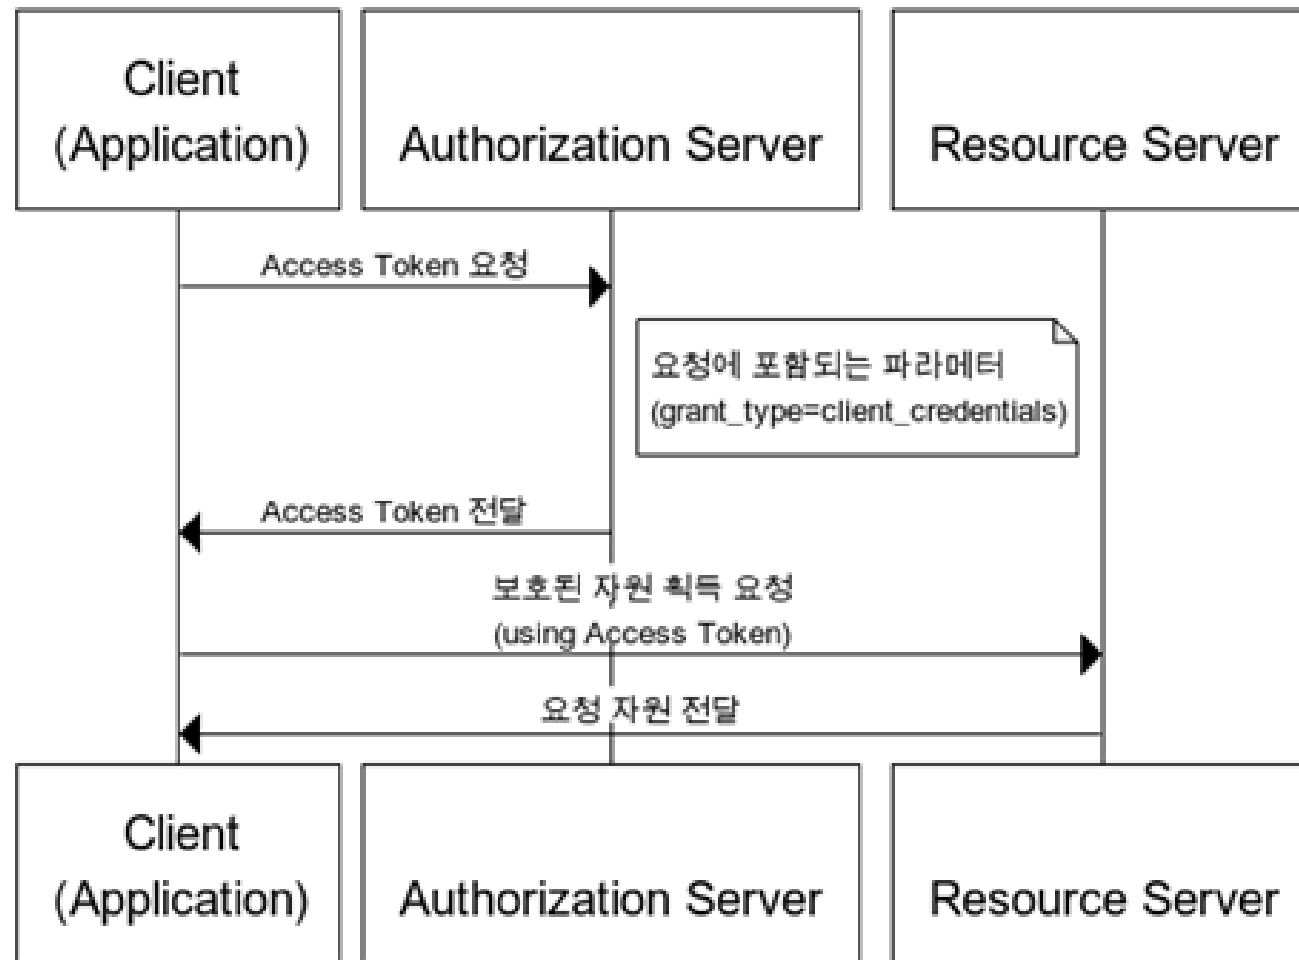 Client
(Application)
Authorization Server
Resource Server
Access Token 요청
요청에 포함되는 파라메터
(grant_type=client_credentials)
Access Token 전달
보호된 자원 획득 요청
(using Access Token)
요청 자원 전달
Client
(Application)
Authorization Server
Resource Server